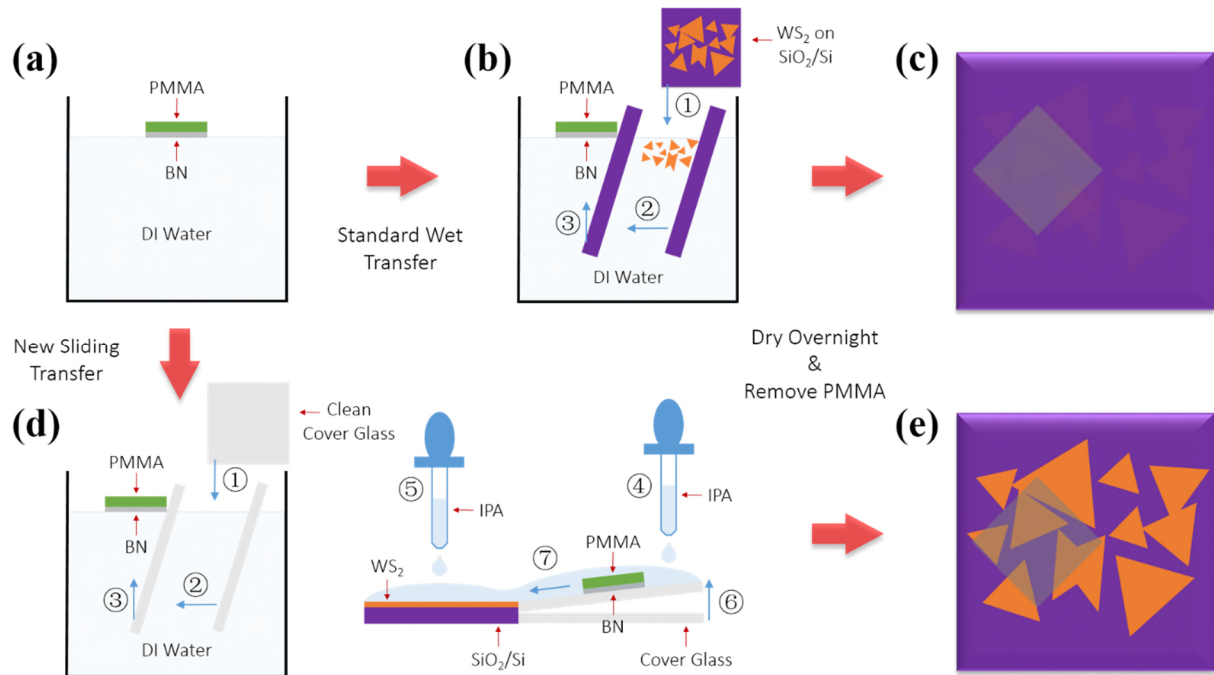 (a)
PMMA
BN
DI Water
Standard Wet
Transfer
(b)
WS₂ on
SiO₂/Si
PMMA
①
BN
②
③
DI Water
(c)
New Sliding
Transfer
Dry Overnight
&
Remove PMMA
(d)
Clean
Cover Glass
PMMA
①
BN
②
③
DI Water
④
IPA
⑤
IPA
PMMA
⑦
WS₂
⑥
BN
SiO₂/Si
Cover Glass
(e)